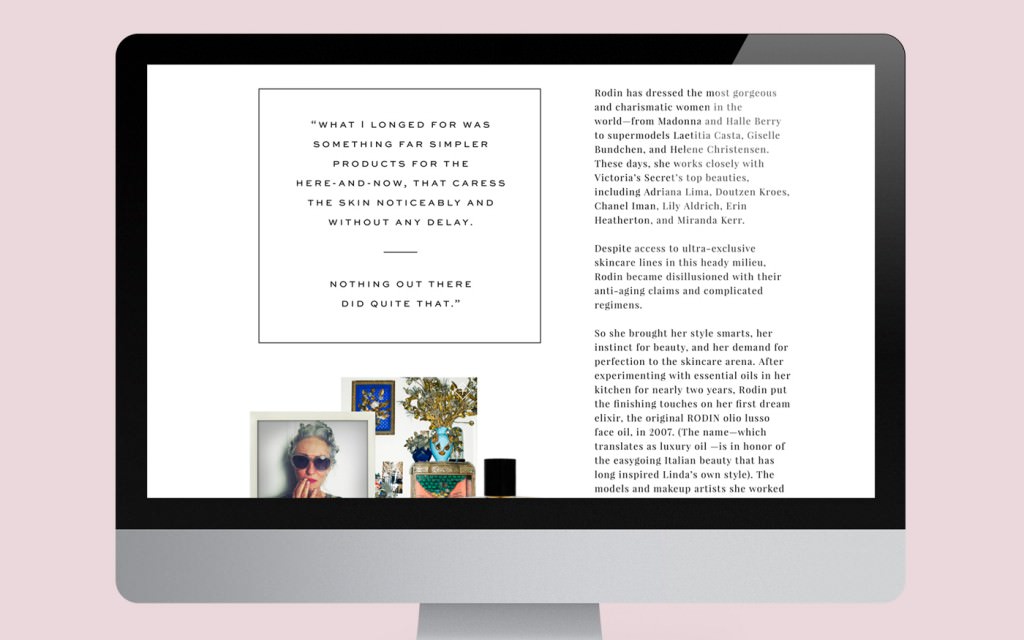 “WHAT I LONGED FOR WAS
SOMETHING FAR SIMPLER
PRODUCTS FOR THE
HERE-AND-NOW, THAT CARESS
THE SKIN NOTICEABLY AND
WITHOUT ANY DELAY.
NOTHING OUT THERE
DID QUITE THAT.”
Rodin has dressed the most gorgeous
and charismatic women in the
world—from Madonna and Halle Berry
to supermodels Laetitia Casta, Giselle
Bundchen, and Helene Christensen.
These days, she works closely with
Victoria's Secret's top beauties,
including Adriana Lima, Doutzen Kroes,
Chanel Iman, Lily Aldrich, Erin
Heatherton, and Miranda Kerr.
Despite access to ultra-exclusive
skincare lines in this heady milieu,
Rodin became disillusioned with their
anti-aging claims and complicated
regimens.
So she brought her style smarts, her
instinct for beauty, and her demand for
perfection to the skincare arena. After
experimenting with essential oils in her
kitchen for nearly two years, Rodin put
the finishing touches on her first dream
elixir, the original RODIN olio lusso
face oil, in 2007. (The name—which
translates as luxury oil —is in honor of
the easygoing Italian beauty that has
long inspired Linda's own style). The
models and makeup artists she worked